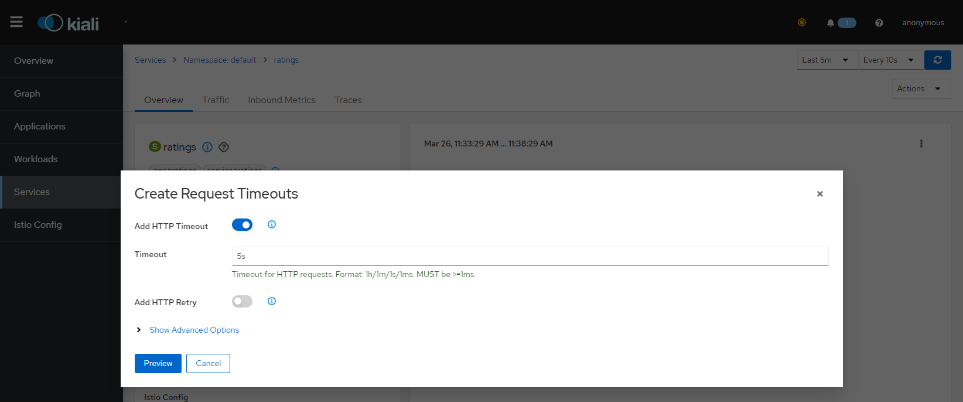 kiali
1
anonymous
Overview
Graph
Applications
Workloads
Services
Istio Config
Services > Namespace: default > ratings
Last 5m
Every 10s
Actions
Overview Traffic Inbound Metrics Traces
S ratings
Mar 26, 11:33:29 AM ... 11:38:29 AM
Create Request Timeouts
Add HTTP Timeout
Timeout
5s
Timeout for HTTP requests. Format: 1h/1m/1s/1ms. MUST be >=1ms.
Add HTTP Retry
Show Advanced Options
Preview
Cancel
Istio Config